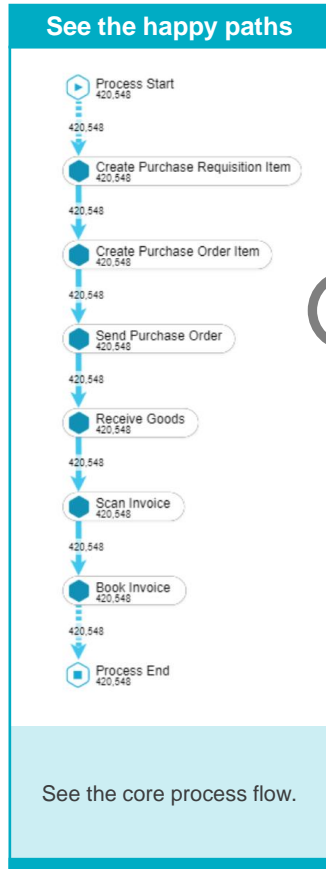 See the happy paths
Process Start
420,548
420,548
Create Purchase Requisition Item
420,548
420,548
Create Purchase Order Item
420,548
420,548
Send Purchase Order
420,548
420,548
Receive Goods
420,548
420,548
Scan Invoice
420,548
420,548
Book Invoice
420,548
420,548
Process End
420,548
See the core process flow.